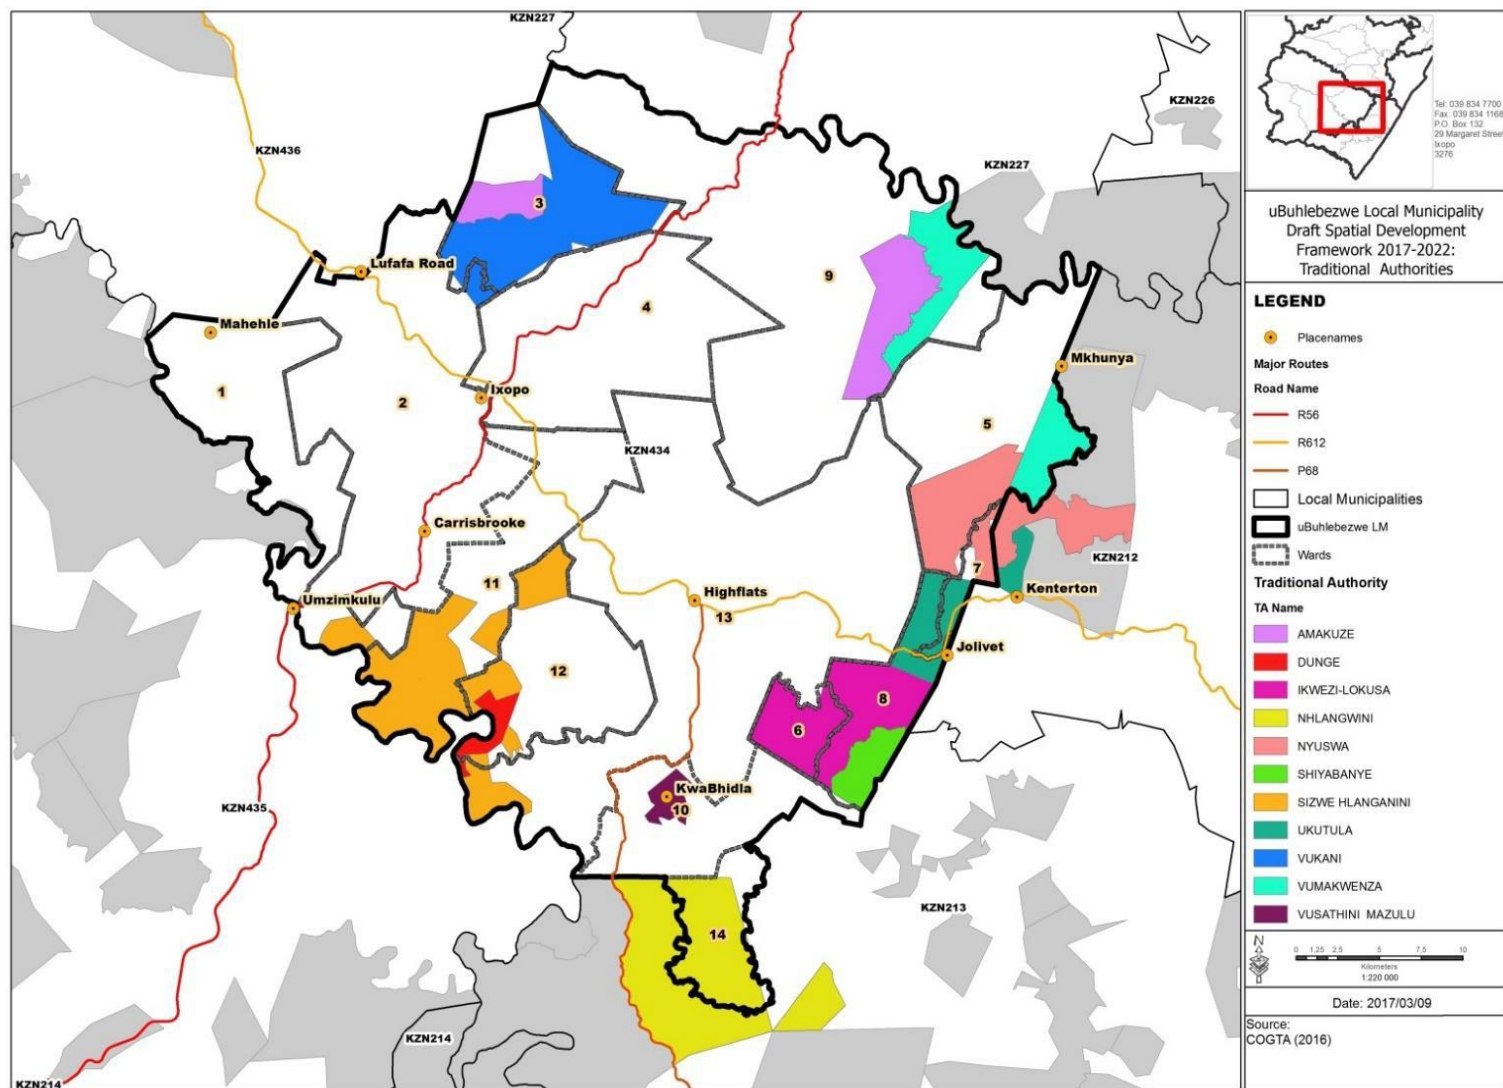 KZN227
KZN226
KZN436
KZN227
3
Lufafa Road
9
4
Mahehle
Mkhunya
1
2
Ixopo
5
KZN434
Carrisbrooke
KZN212
7
11
Umzimkulu
Highflats
Kenterton
13
Jolivet
12
8
6
KwaBhidla
10
KZN435
KZN213
14
KZN214
KZN214
Tel: 039 834 7700
Fax: 039 834 1168
P.O. Box 132
29 Margaret Street
Ixopo
3276
uBuhlebezwe Local Municipality
Draft Spatial Development
Framework 2017-2022:
Traditional Authorities
LEGEND
Placenames
Major Routes
Road Name
R56
R612
P68
Local Municipalities
uBuhlebezwe LM
Wards
Traditional Authority
TA Name
AMAKUZE
DUNGE
IKWEZI-LOKUSA
NHLANGWINI
NYUSWA
SHIYABANYE
SIZWE HLANGANINI
UKUTULA
VUKANI
VUMAKWENZA
VUSATHINI MAZULU
N
0 1,25 2,5 5 7,5 10
Kilometers
1:220 000
Date: 2017/03/09
Source:
COGTA (2016)